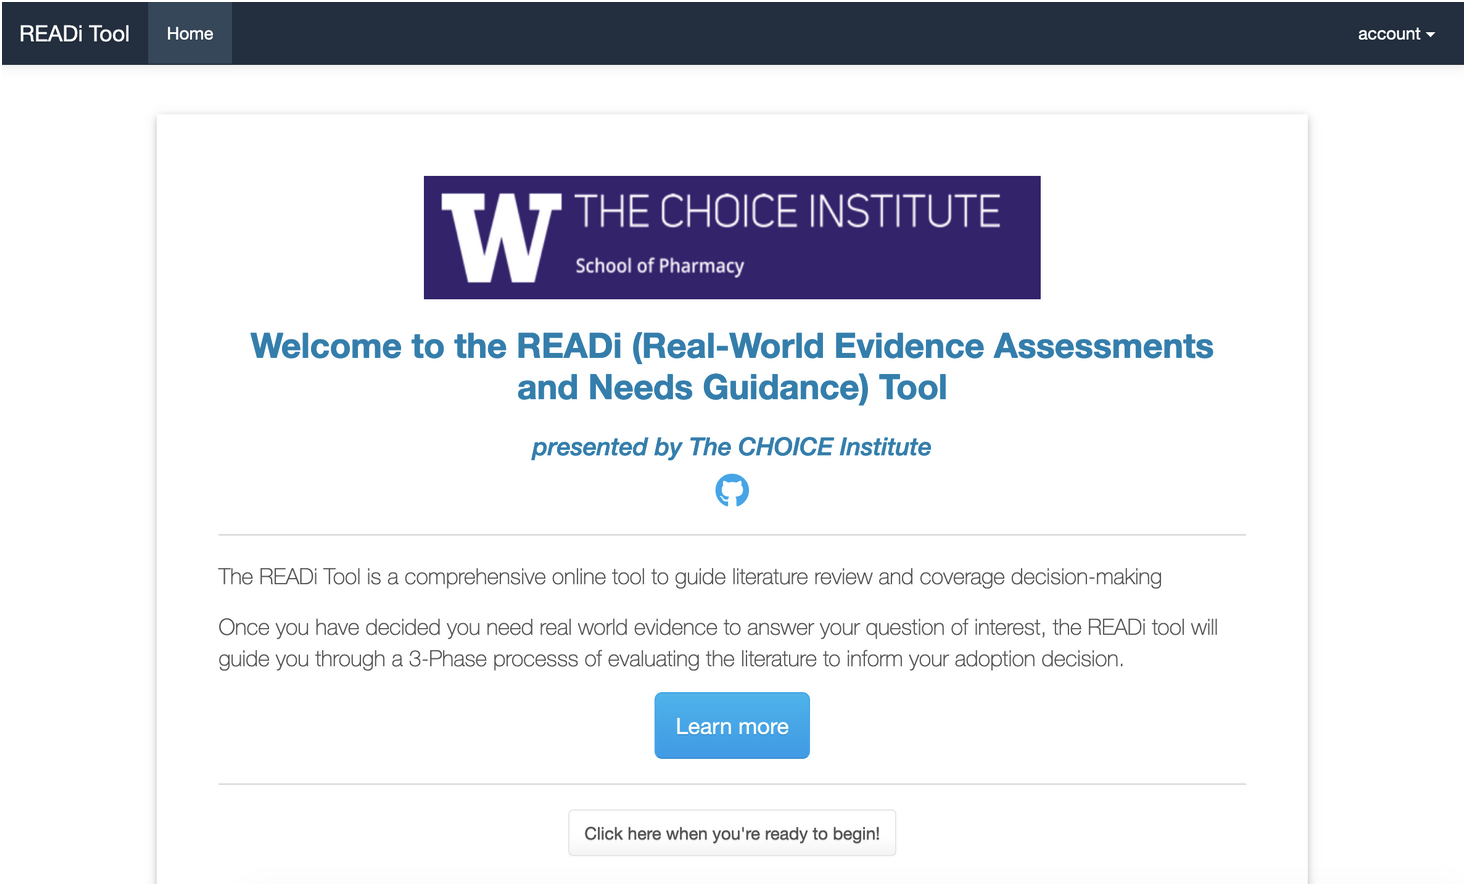 READi Tool Home account
W THE CHOICE INSTITUTE
School of Pharmacy
Welcome to the READi (Real-World Evidence Assessments
and Needs Guidance) Tool
presented by The CHOICE Institute
The READi Tool is a comprehensive online tool to guide literature review and coverage decision-making
Once you have decided you need real world evidence to answer your question of interest, the READi tool will
guide you through a 3-Phase processs of evaluating the literature to inform your adoption decision.
Learn more
Click here when you're ready to begin!